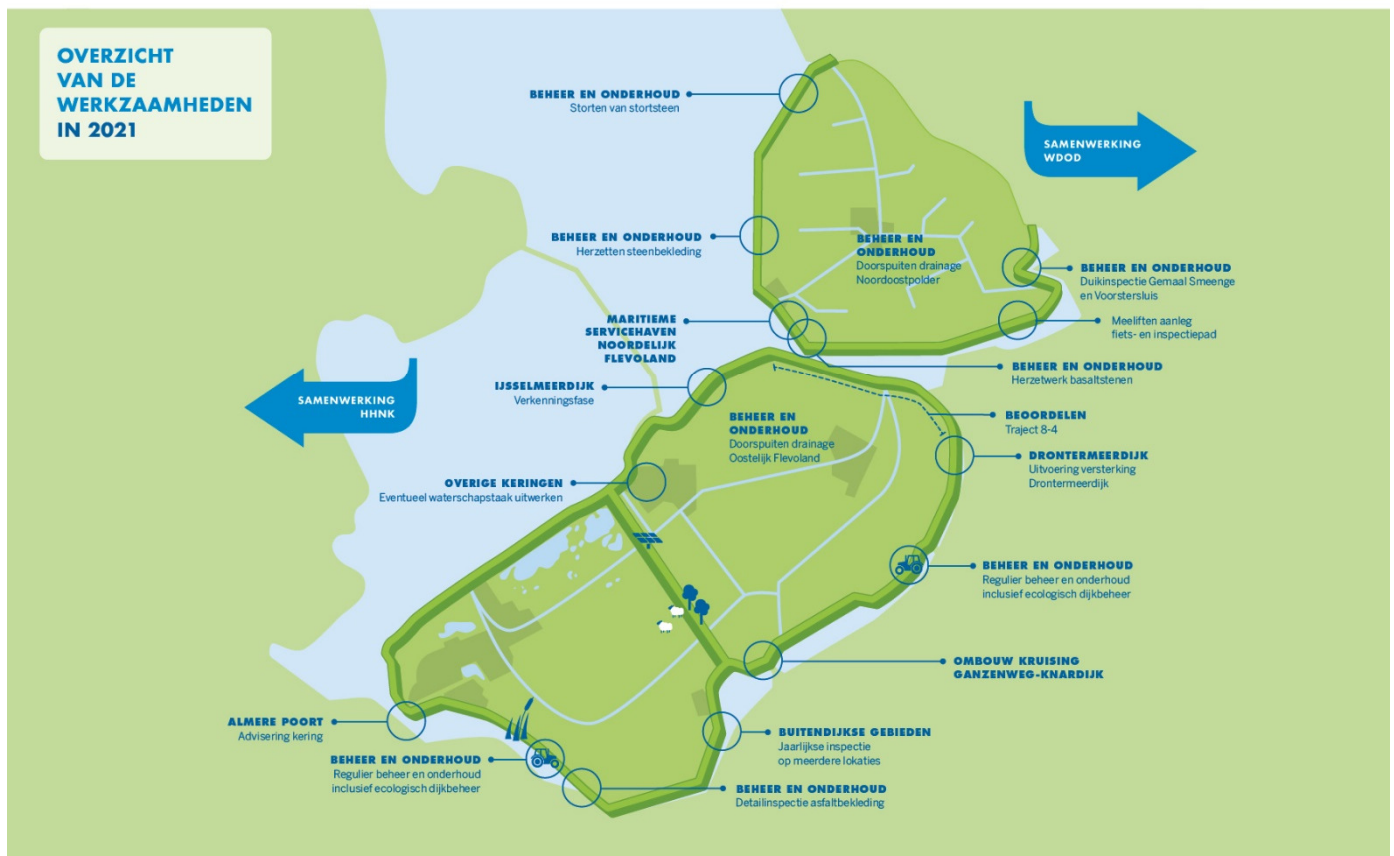 OVERZICHT
VAN DE
WERKZAAMHEDEN
IN 2021
BEHEER EN ONDERHOUD
Storten van stortsteen
SAMENWERKING
WDOD
BEHEER EN ONDERHOUD
Herzetten steenbekleding
BEHEER EN
ONDERHOUD
Doorspuiten drainage
Noordoostpolder
BEHEER EN ONDERHOUD
Duikinspectie Gemaal Smeenge
en Voorstersluis
MARITIEME
SERVICEHAVEN
NOORDELIJK
FLEVOLAND
Meeliften aanleg
fiets- en inspectiepad
BEHEER EN ONDERHOUD
Herzetwerk basaltstenen
IJSSELMEERDIJK
Verkenningsfase
SAMENWERKING
HHNK
BEHEER EN
ONDERHOUD
Doorspuiten drainage
Oostelijk Flevoland
BEOORDELEN
Traject 8-4
DRONTERMEERDIJK
Uitvoering versterking
Drontermeerdijk
OVERIGE KERINGEN
Eventueel waterschapstaak uitwerken
BEHEER EN ONDERHOUD
Regulier beheer en onderhoud
inclusief ecologisch dijkbeheer
OMBOUW KRUISING
GANZENWEG-KNARDIJK
ALMERE POORT
Advisering kering
BUITENDIJKSE GEBIEDEN
Jaarlijkse inspectie
op meerdere lokaties
BEHEER EN ONDERHOUD
Regulier beheer en onderhoud
inclusief ecologisch dijkbeheer
BEHEER EN ONDERHOUD
Detailinspectie asfaltbekleding